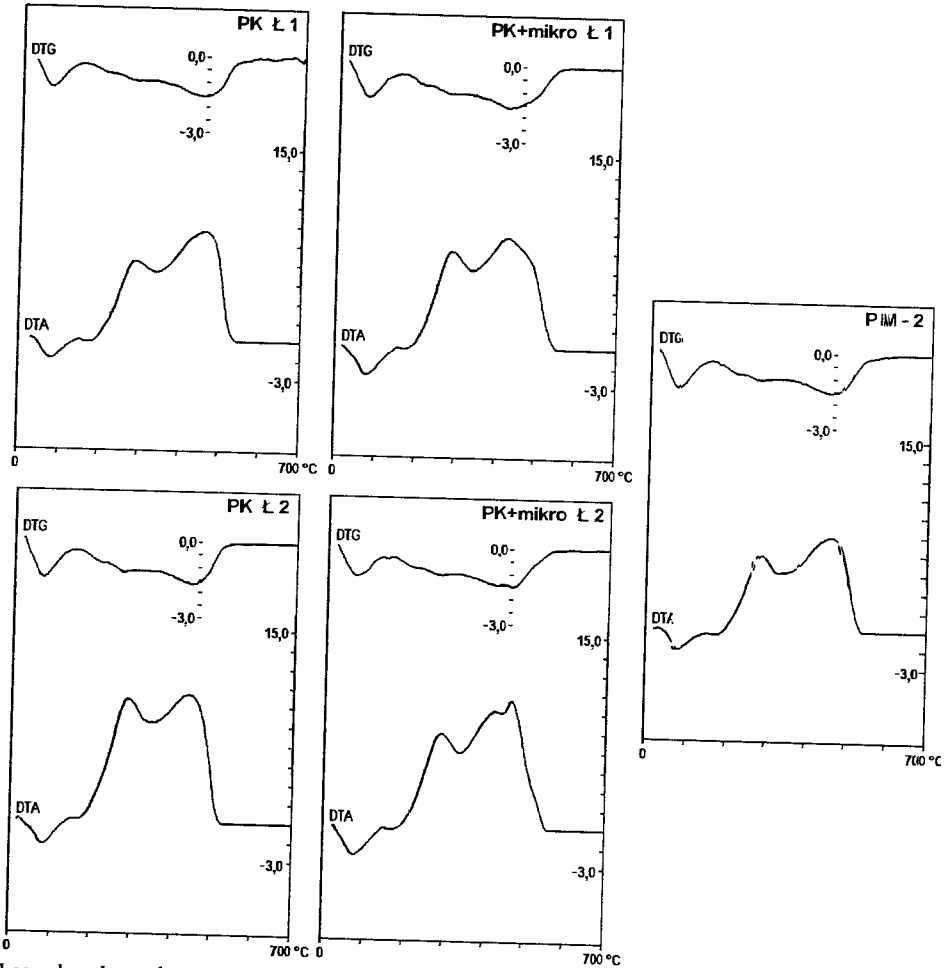 PK Ł 1
DTG
0,0
-3,0
15,0
DTA
-3,0
0
700 °C
PK+mikro Ł 1
DTG
0,0
-3,0
15,0
DTA
-3,0
0
700 °C
PIM - 2
DTG
0,0
-3,0
15,0
DTA
-3,0
0
700 °C
PK Ł 2
DTG
0,0
-3,0
15,0
DTA
-3,0
0
700 °C
PK+mikro Ł 2
DTG
0,0
-3,0
15,0
DTA
-3,0
0
700 °C